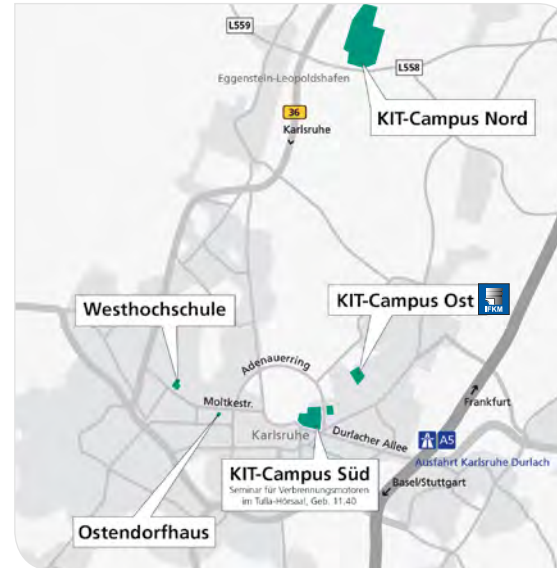 L559
L558
Eggenstein-Leopoldshafen
KIT-Campus Nord
36
Karlsruhe
KIT-Campus Ost
IFKM
Westhochschule
Adenauerring
Moltkestr.
Frankfurt
Karlsruhe
Durlacher Allee
A5
Ausfahrt Karlsruhe Durlach
KIT-Campus Süd
Seminar für Verbrennungsmotoren
im Tulla-Hörsaal, Geb. 11.40
Basel/Stuttgart
Ostendorfhaus